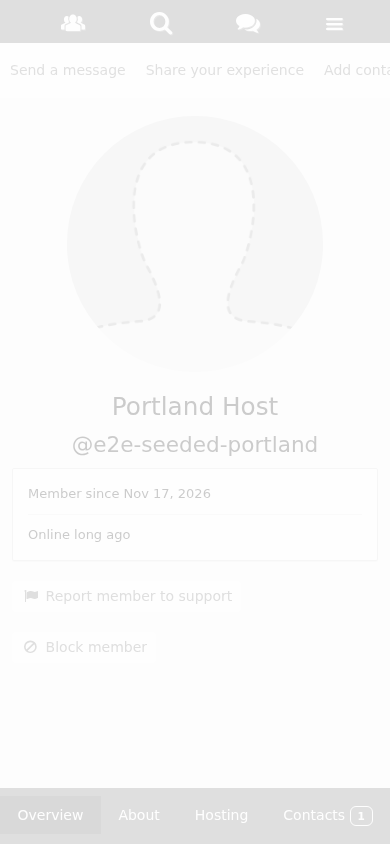 Send a message Share your experience Add conta
Portland Host
@e2e-seeded-portland
Member since Nov 17, 2026
Online long ago
Report member to support
Block member
Overview About Hosting Contacts 1